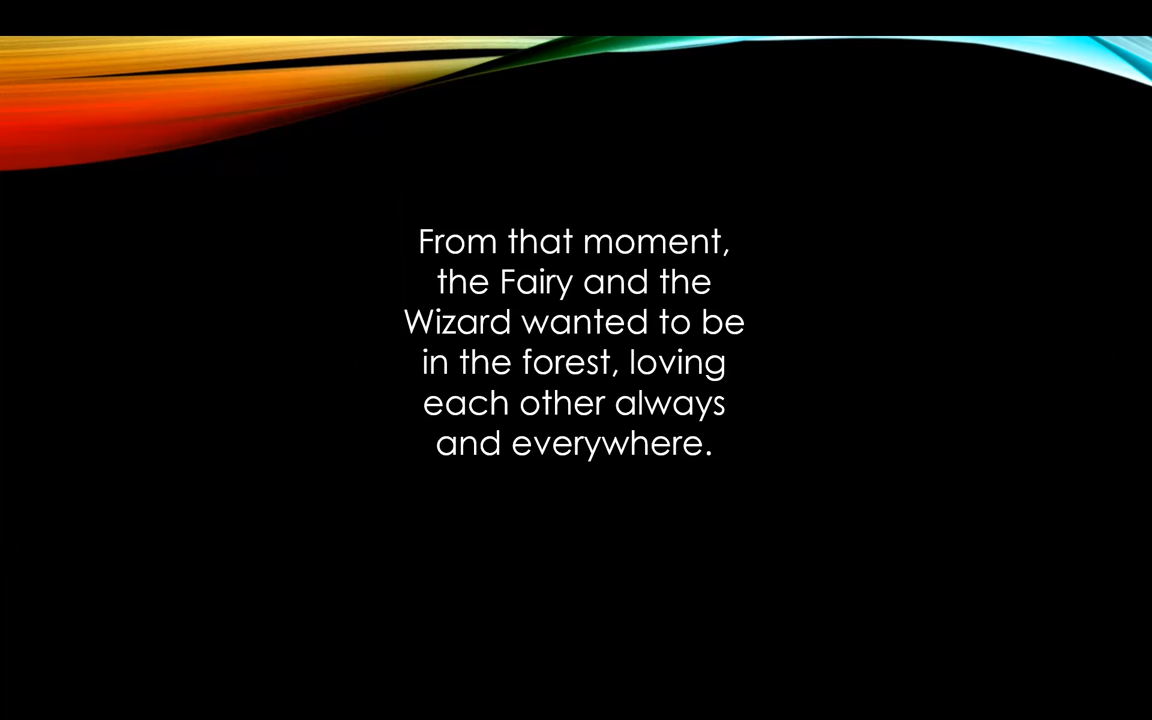 From that moment,
the Fairy and the
Wizard wanted to be
in the forest, loving
each other always
and everywhere.